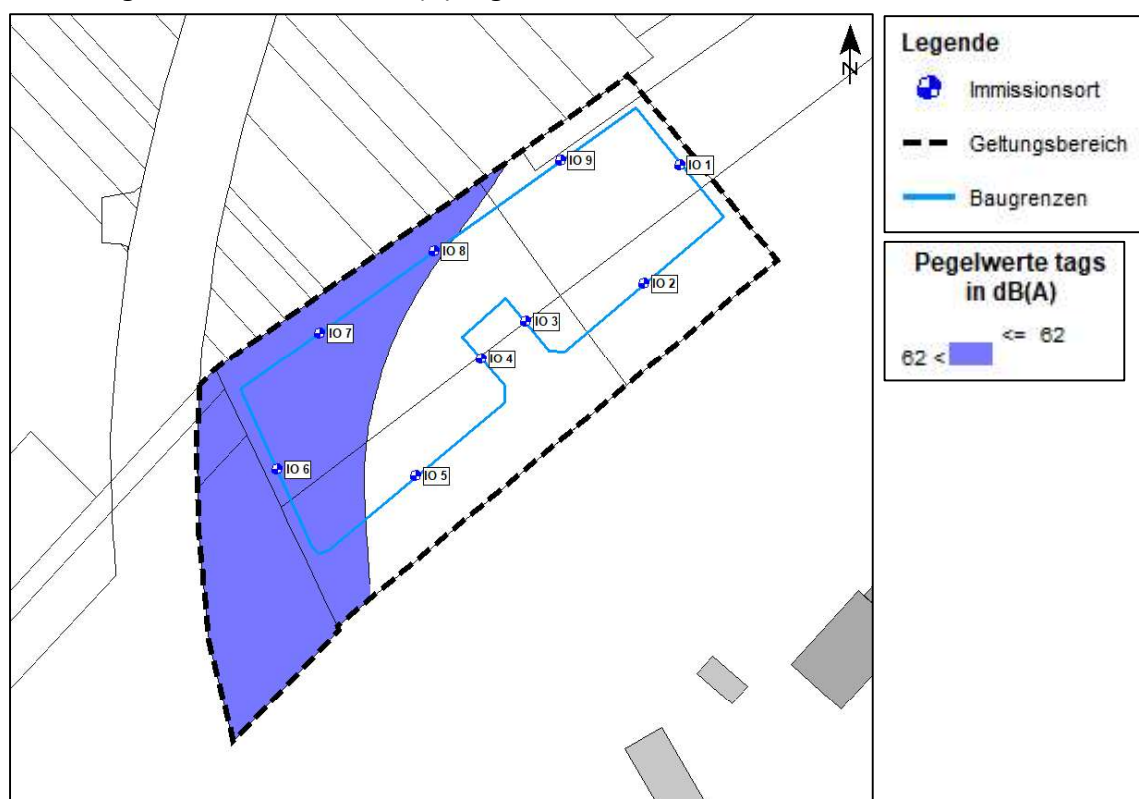 N
IO 1
IO 9
IO 8
IO 2
IO 3
IO 7
IO 4
IO 6
IO 5
Legende
Immissionsort
Geltungsbereich
Baugrenzen
Pegelwerte tags
in dB(A)
<= 62
62 <